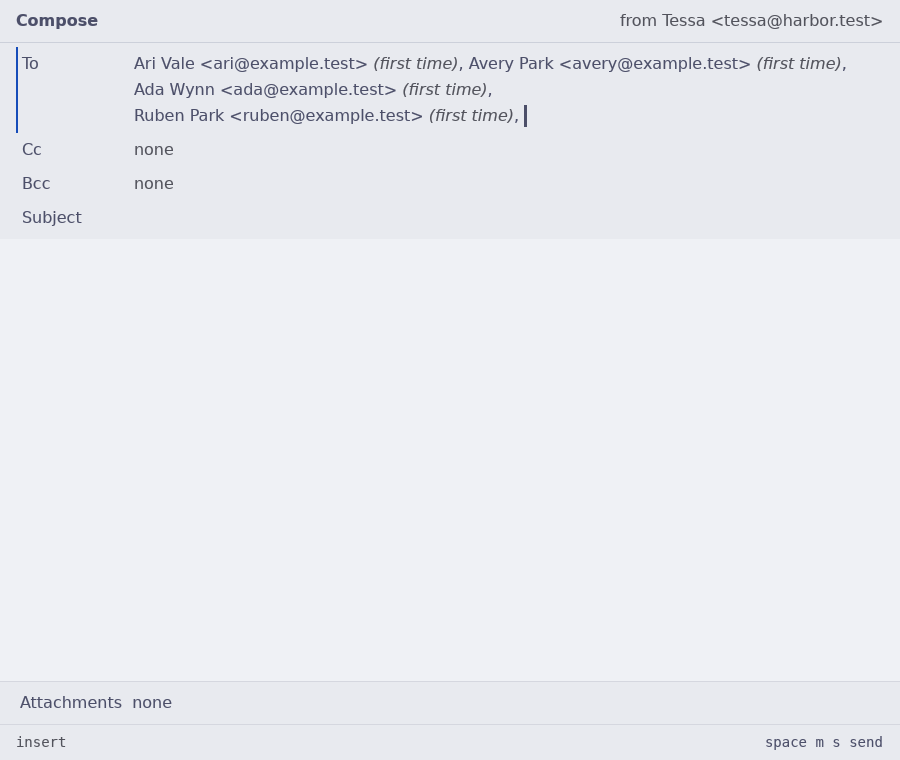 Compose from Tessa <tessa@harbor.test>
To Ari Vale <ari@example.test> (first time), Avery Park <avery@example.test> (first time),
Ada Wynn <ada@example.test> (first time),
Ruben Park <ruben@example.test> (first time),
Cc none
Bcc none
Subject
Attachments none
insert space m s send